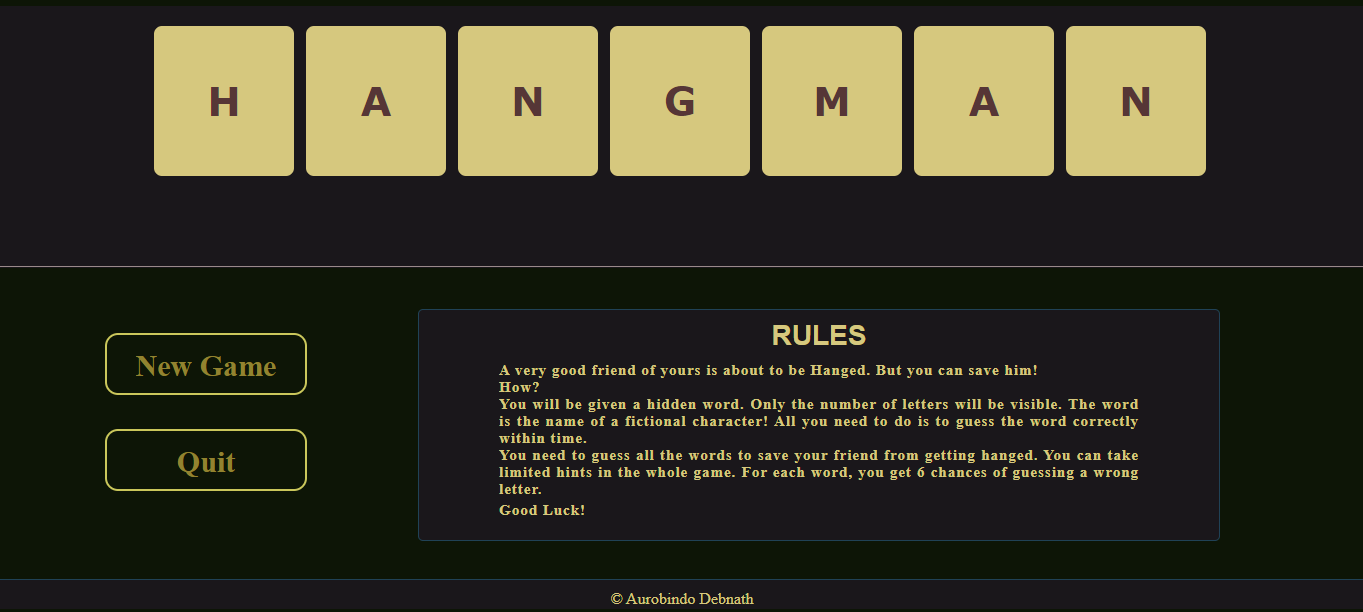 H A N G M A N
New Game
Quit
RULES
A very good friend of yours is about to be Hanged. But you can save him!
How?
You will be given a hidden word. Only the number of letters will be visible. The word
is the name of a fictional character! All you need to do is to guess the word correctly
within time.
You need to guess all the words to save your friend from getting hanged. You can take
limited hints in the whole game. For each word, you get 6 chances of guessing a wrong
letter.
Good Luck!
© Aurobindo Debnath